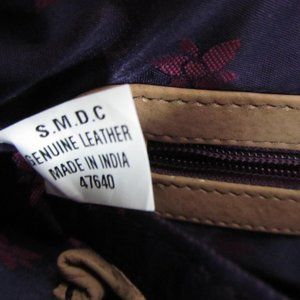 S.M.D.C
GENUINE LEATHER
MADE IN INDIA
47640